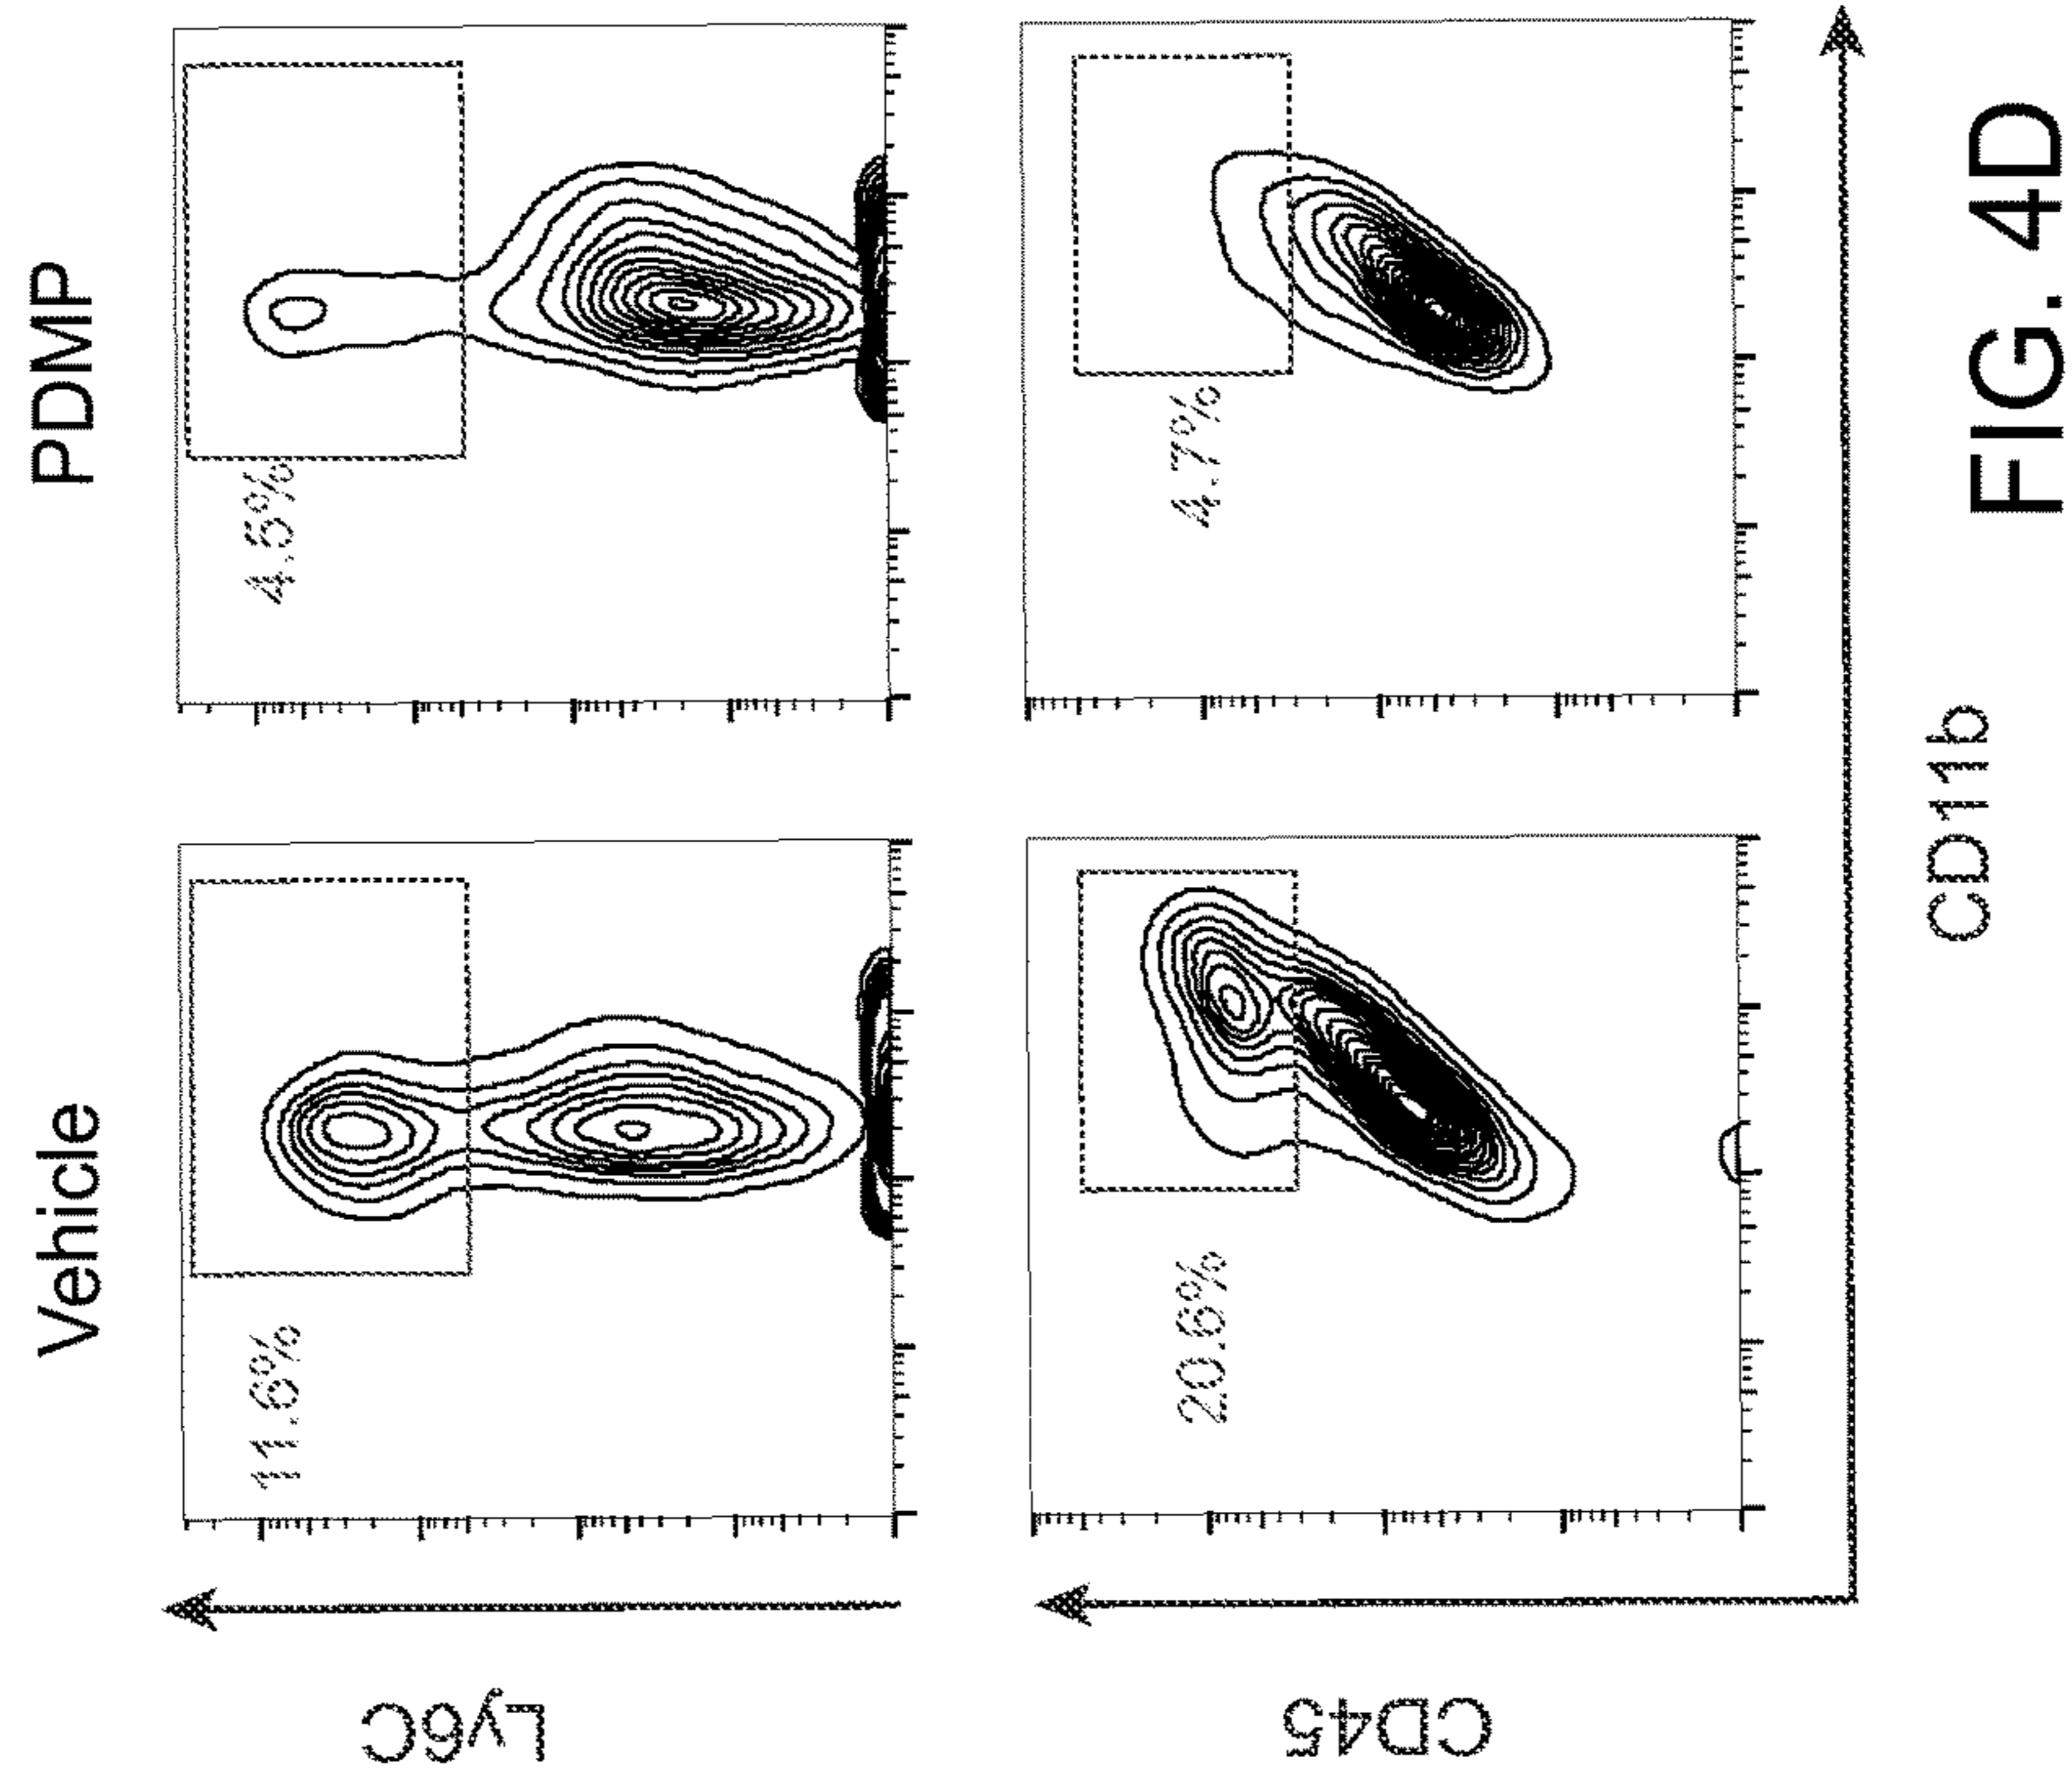 Vehicle
PDMP
Ly6C
11.6%
4.5%
CD45
20.6%
4.7%
CD11b
FIG. 4D